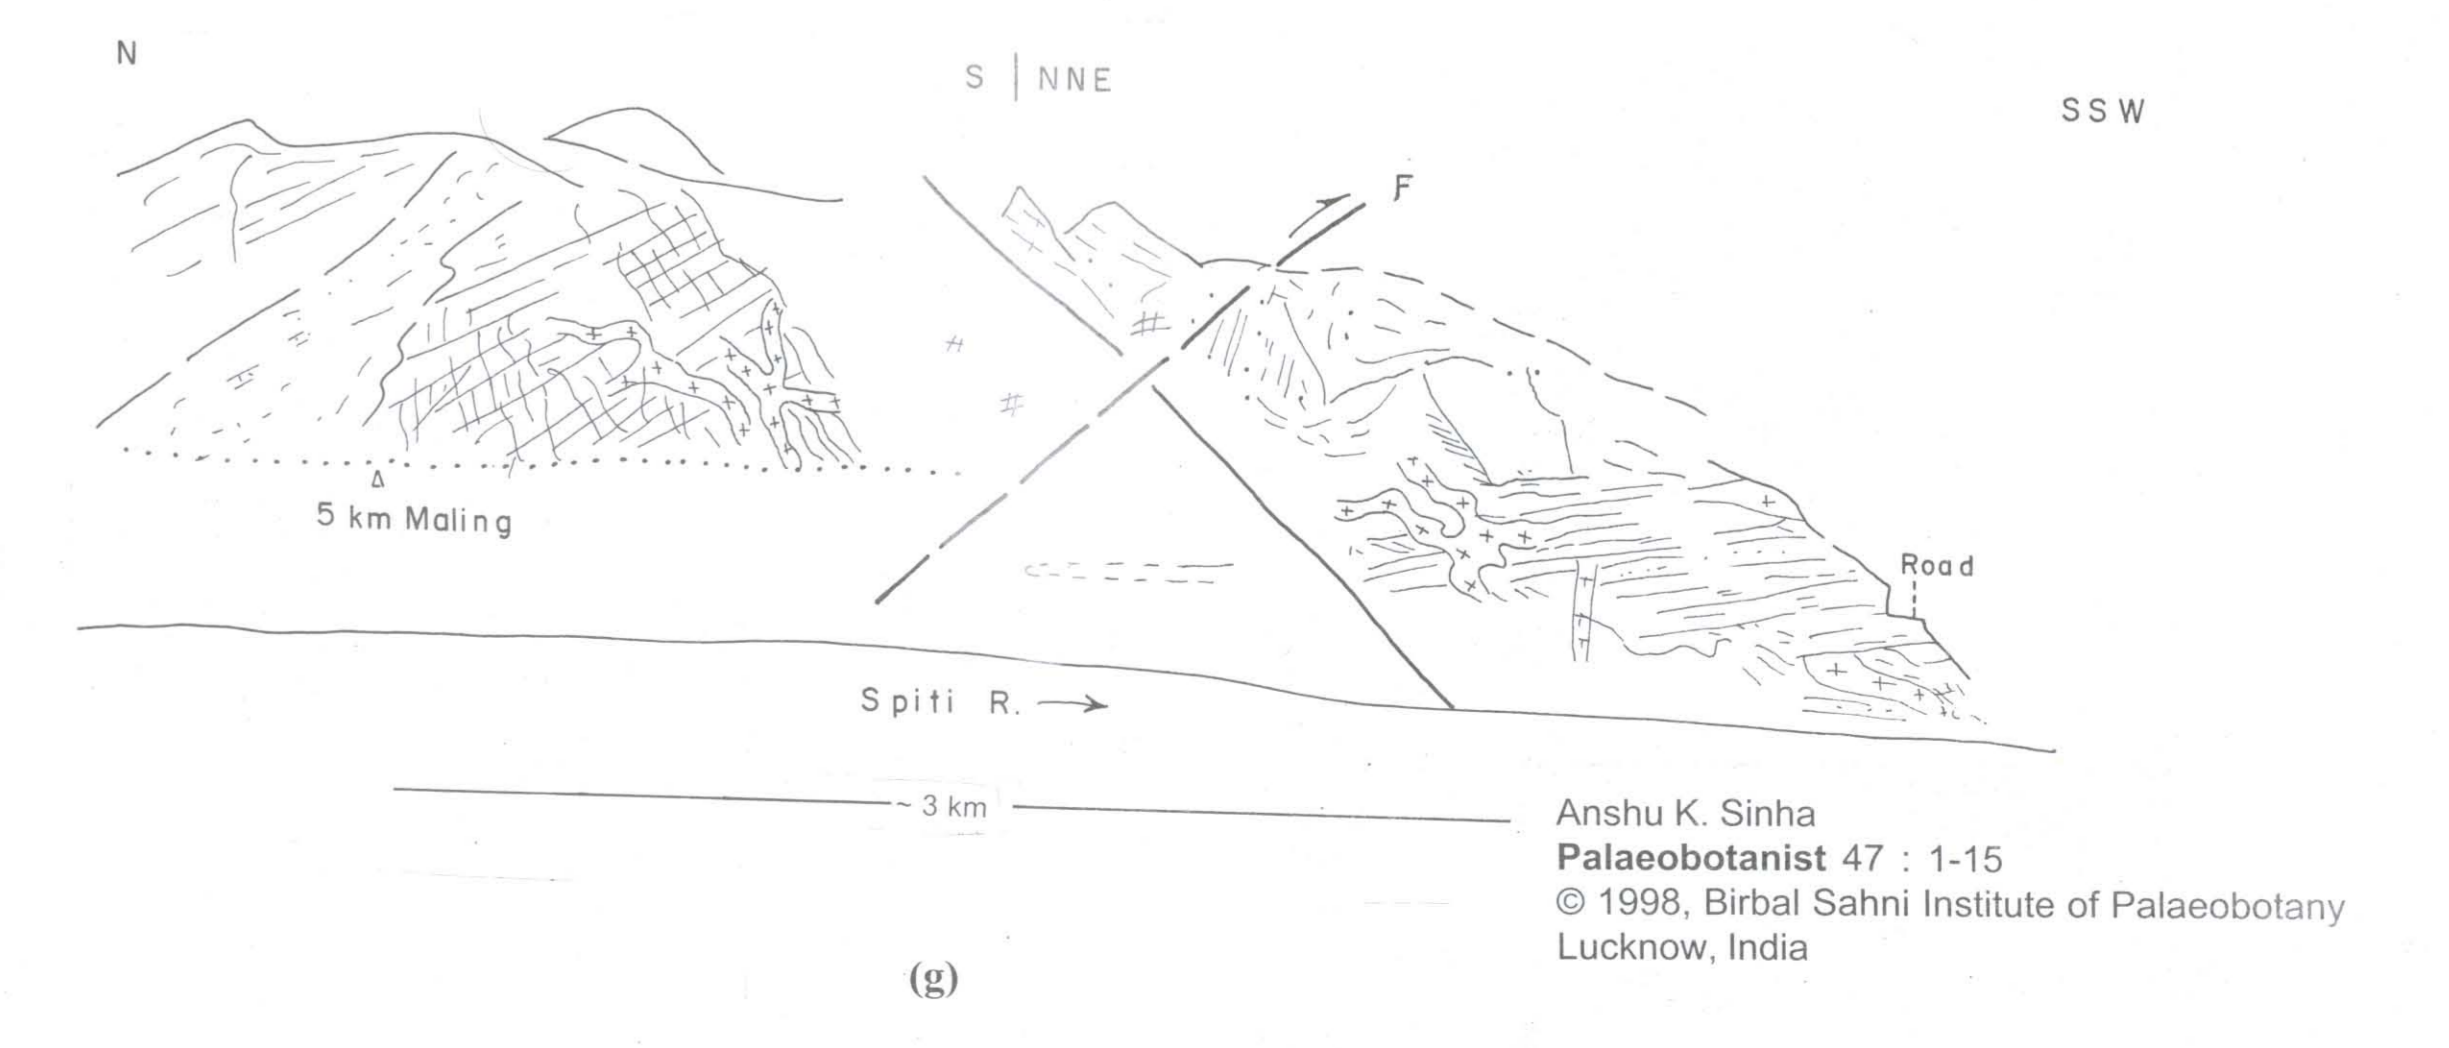 N
S | NNE
SSW
F
5 km Maling
Road
Spiti R. →
~ 3 km
Anshu K. Sinha
Palaeobotanist 47 : 1-15
© 1998, Birbal Sahni Institute of Palaeobotany
Lucknow, India
(g)